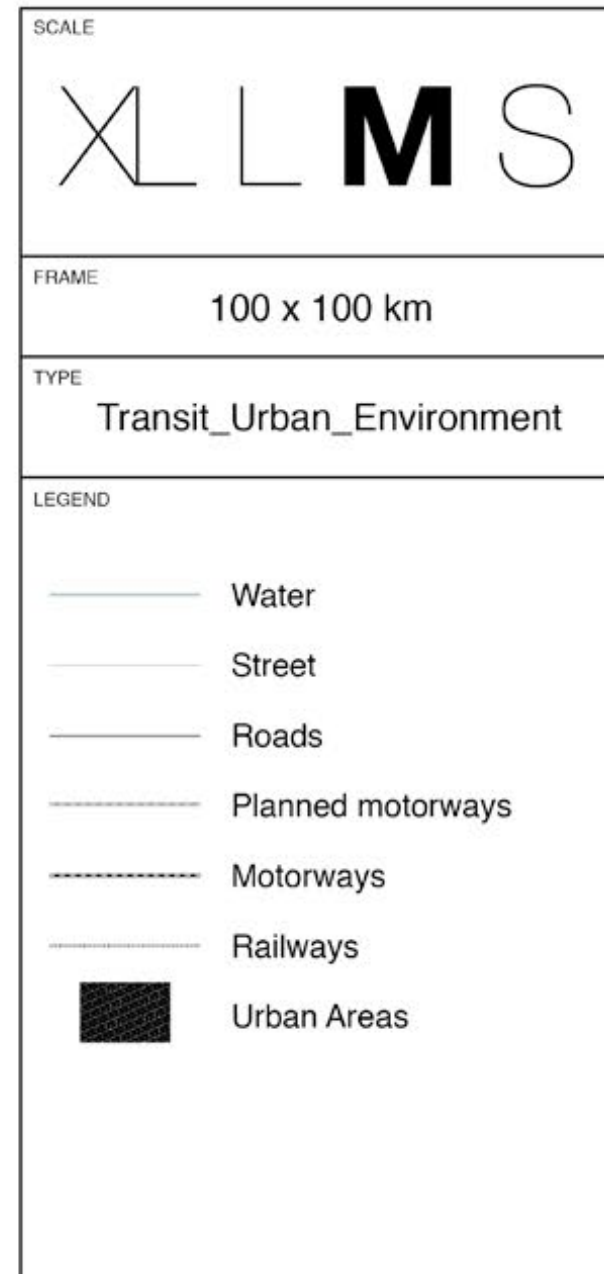 SCALE
XL L M S
FRAME
100 x 100 km
TYPE
Transit_Urban_Environment
LEGEND
Water
Street
Roads
Planned motorways
Motorways
Railways
Urban Areas